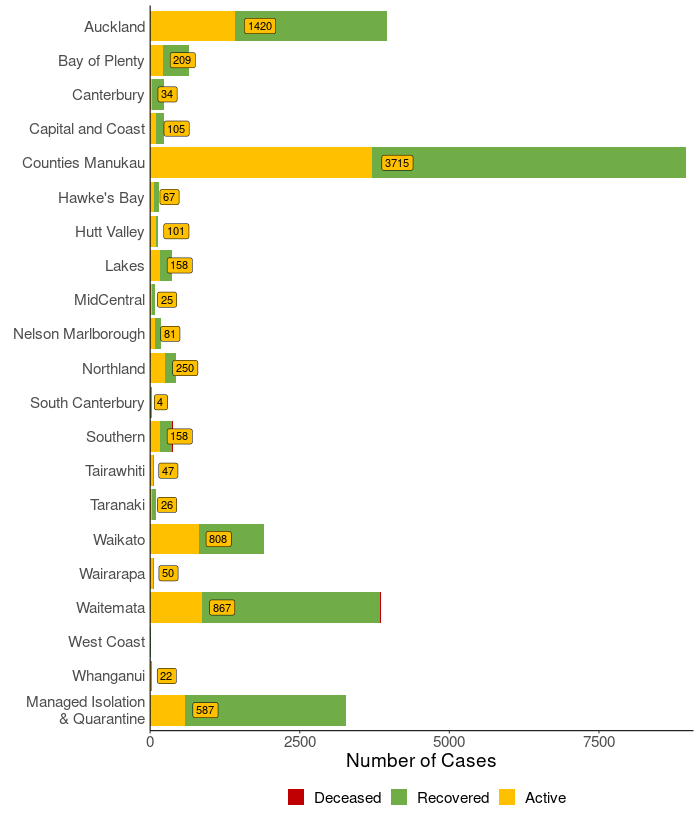 Auckland 1420
Bay of Plenty 209
Canterbury 34
Capital and Coast 105
Counties Manukau 3715
Hawke's Bay 67
Hutt Valley 101
Lakes 158
MidCentral 25
Nelson Marlborough 81
Northland 250
South Canterbury 4
Southern 158
Tairawhiti 47
Taranaki 26
Waikato 808
Wairarapa 50
Waitemata 867
West Coast
Whanganui 22
Managed Isolation
& Quarantine 587
0 2500 5000 7500
Number of Cases
Deceased Recovered Active